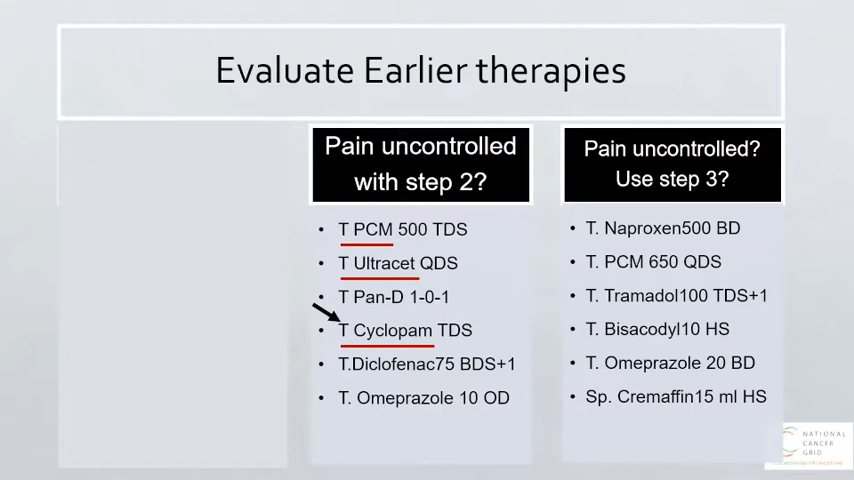 Evaluate Earlier therapies
Pain uncontrolled
with step 2?
• T PCM 500 TDS
• T Ultracet QDS
• T Pan-D 1-0-1
• T Cyclopam TDS
• T.Diclofenac75 BDS+1
• T. Omeprazole 10 OD
Pain uncontrolled?
Use step 3?
• T. Naproxen500 BD
• T. PCM 650 QDS
• T. Tramadol100 TDS+1
• T. Bisacodyl10 HS
• T. Omeprazole 20 BD
• Sp. Cremaffin15 ml HS
NATIONAL
CANCER
GRID